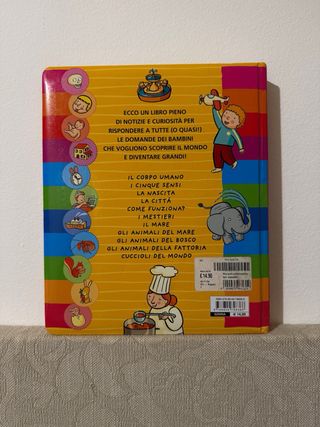 ECCO UN LIBRO PIENO
DI NOTIZIE E CURIOSITÀ PER
RISPONDERE A TUTTE (O QUASI!)
LE DOMANDE DEI BAMBINI
CHE VOGLIONO SCOPRIRE IL MONDO
E DIVENTARE GRANDI!
IL CORPO UMANO
I CINQUE SENSI
LA NASCITA
LA CITTÀ
COME FUNZIONA?
I MESTIERI
IL MARE
GLI ANIMALI DEL MARE
GLI ANIMALI DEL BOSCO
GLI ANIMALI DELLA FATTORIA
CUCCIOLI DEL MONDO
€ 14,90